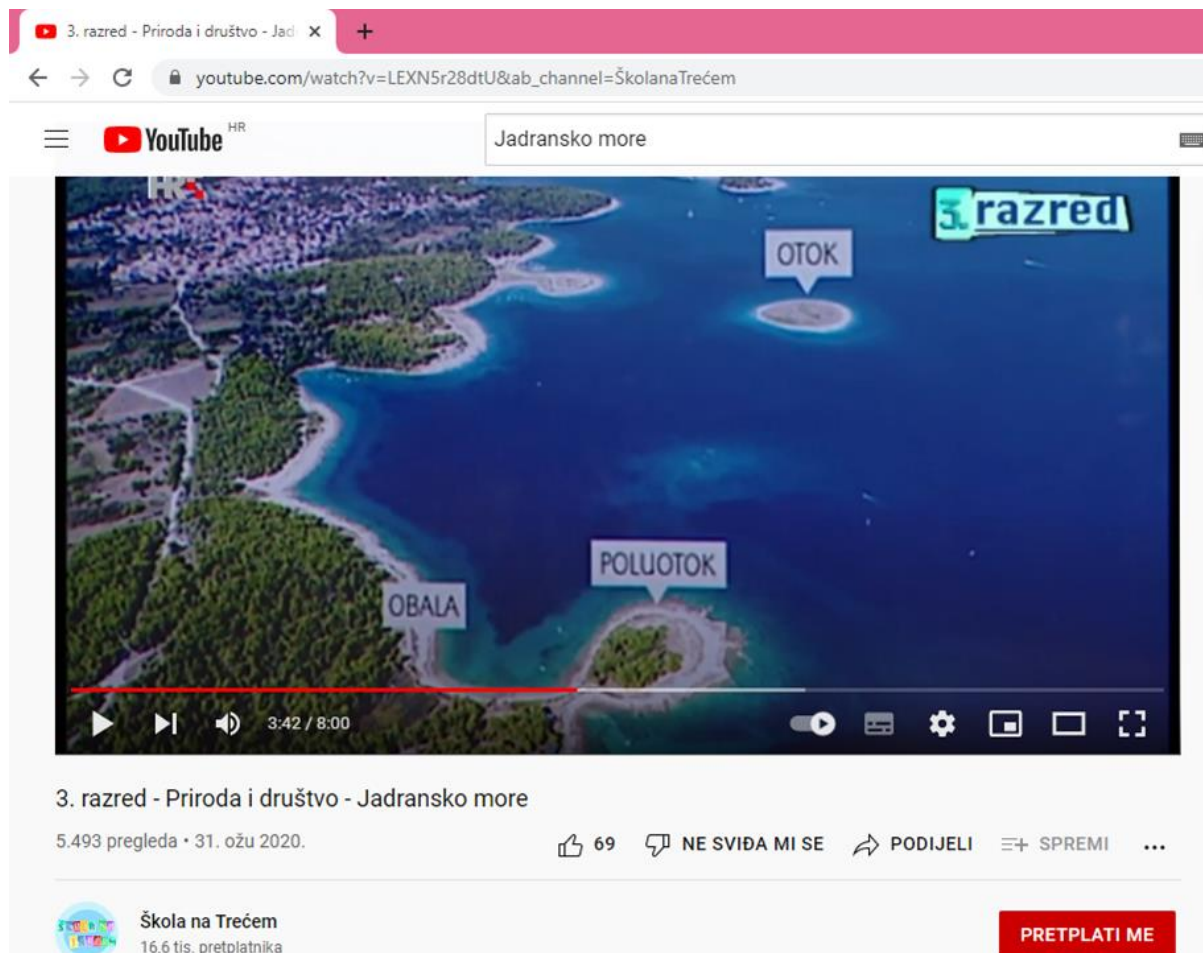 3. razred - Priroda i društvo - Jad
youtube.com/watch?v=LEXN5r28dtU&ab_channel=ŠkolanaTrećem
YouTube HR
Jadransko more
HRT
3. razred
OTOK
POLUOTOK
OBALA
3:42 / 8:00
3. razred - Priroda i društvo - Jadransko more
5.493 pregleda • 31. ožu 2020.
69 NE SVIĐA MI SE PODIJELI SPREMI
Škola na Trećem
16,6 tis. pretplatnika
PRETPLATI ME